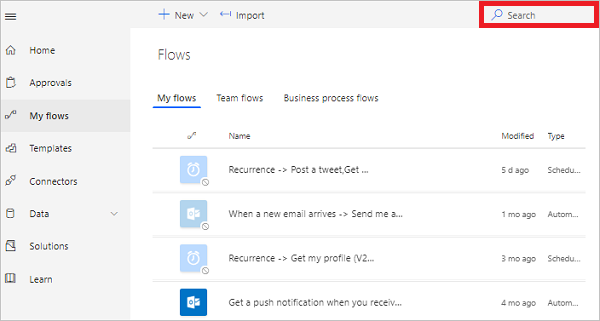 New Import Search
Home
Approvals
My flows
Templates
Connectors
Data
Solutions
Learn
Flows
My flows Team flows Business process flows
Name Modified Type
Recurrence -> Post a tweet,Get ... 5 d ago Schedu...
When a new email arrives -> Send me a... 1 mo ago Autom...
Recurrence -> Get my profile (V2... 3 mo ago Schedu...
Get a push notification when you receiv... 4 mo ago Autom...